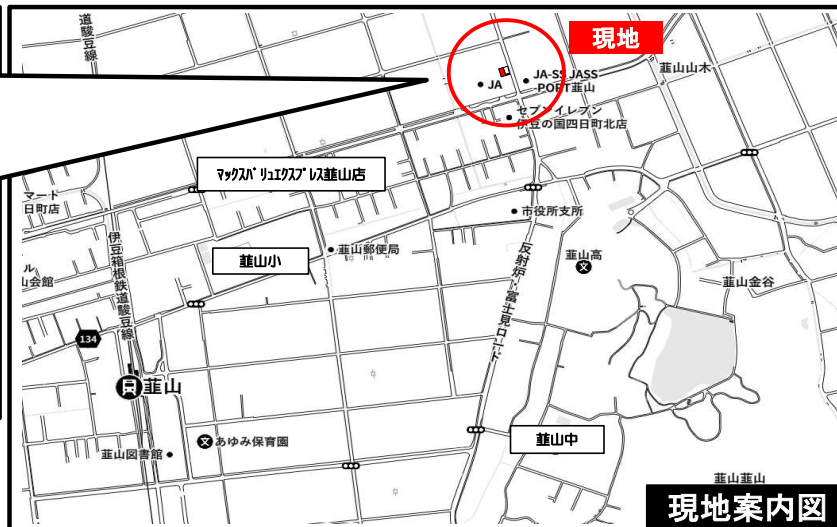 道駿豆線
現地
韮山山木
JA
JA-SS JASS
-PORT韮山
セブンイレブン
伊豆の国四日町北店
マックスバリュエクスプレス韮山店
マート
日町店
市役所支所
韮山郵便局
韮山小
韮山高
文
ル
山会館
伊豆箱根鉄道駿豆線
反射炉・富士見ロード
韮山金谷
134
韮山
文
あゆみ保育園
韮山図書館
韮山中
韮山韮山
現地案内図